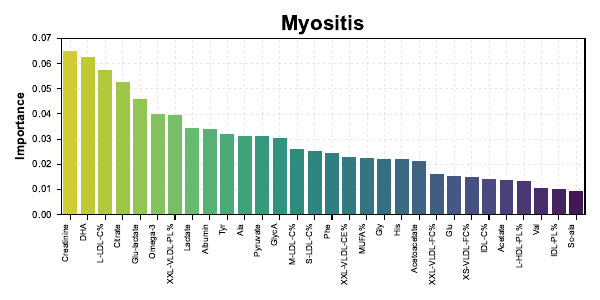 Myositis
Importance
0.07
0.06
0.05
0.04
0.03
0.02
0.01
0.00
Creatinine
DHA
L-LDL-C%
Citrate
Glu-lactate
Omega-3
XXL-VLDL-PL%
Lactate
Albumin
Tyr
Ala
Pyruvate
GlycA
M-LDL-C%
S-LDL-C%
Phe
XXL-VLDL-CE%
MUFA%
Gly
His
Acetoacetate
XXL-VLDL-FC%
Glu
XS-VLDL-FC%
IDL-C%
Acetate
L-HDL-PL%
Val
IDL-PL%
Sc-ala